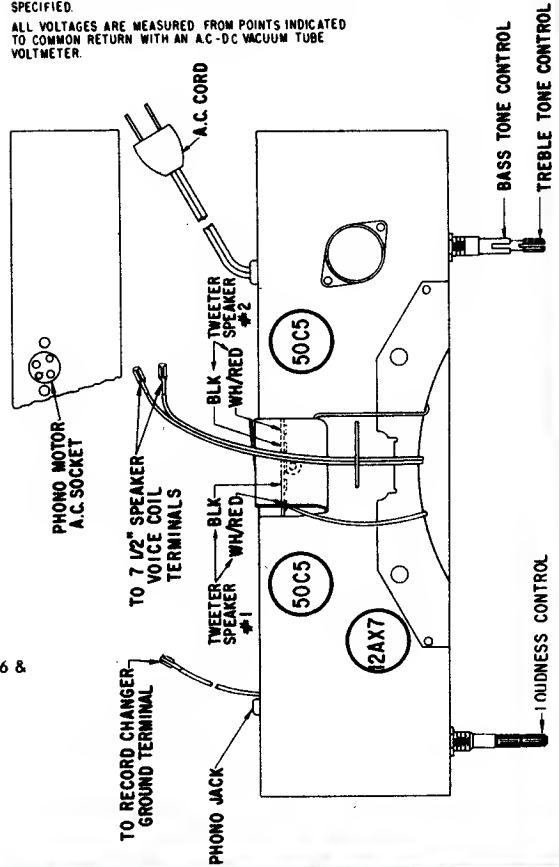 SPECIFIED.
ALL VOLTAGES ARE MEASURED FROM POINTS INDICATED
TO COMMON RETURN WITH AN A.C.-DC VACUUM TUBE
VOLTMETER.
PHONO MOTOR
A.C. SOCKET
A.C. CORD
TO 7 1/2" SPEAKER
VOICE COIL
TERMINALS
TO RECORD CHANGER
GROUND TERMINAL
PHONO JACK
TWEETER
SPEAKER
#1
BLK
WH/RED
BLK
WH/RED
TWEETER
SPEAKER
#2
50C5
50C5
12AX7
6 &
LOUDNESS CONTROL
BASS TONE CONTROL
TREBLE TONE CONTROL